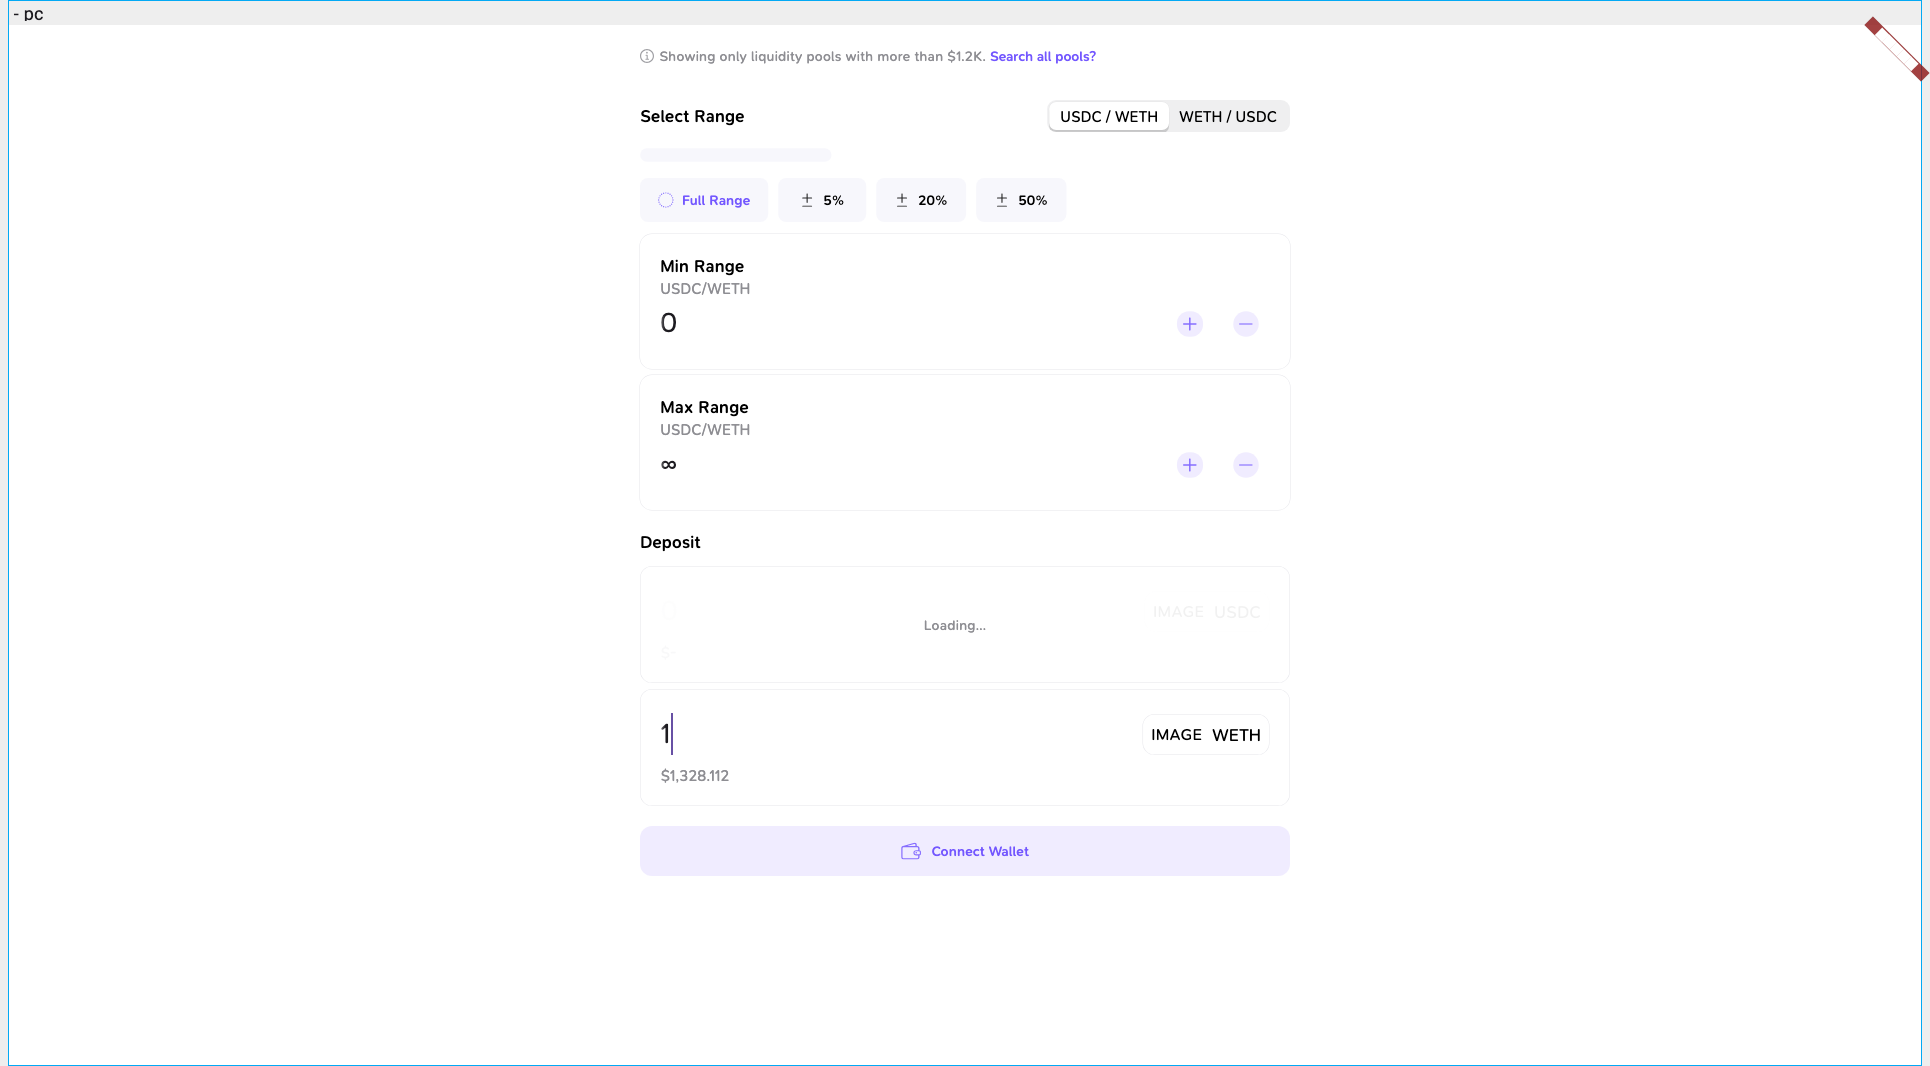 - pc
Showing only liquidity pools with more than $1.2K. Search all pools?
Select Range
USDC / WETH WETH / USDC
Full Range ± 5% ± 20% ± 50%
Min Range
USDC/WETH
0
Max Range
USDC/WETH
∞
Deposit
0 IMAGE USDC
Loading...
$-
1 IMAGE WETH
$1,328.112
Connect Wallet